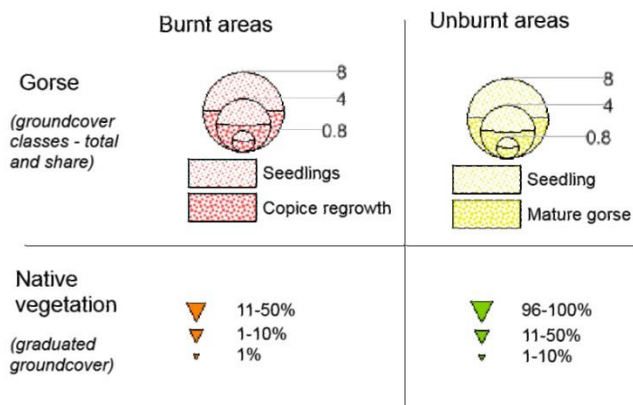 Burnt areas
Unburnt areas
Gorse
(groundcover
classes - total
and share)
8
4
0.8
Seedlings
Copice regrowth
8
4
0.8
Seedling
Mature gorse
Native
vegetation
(graduated
groundcover)
11-50%
1-10%
1%
96-100%
11-50%
1-10%